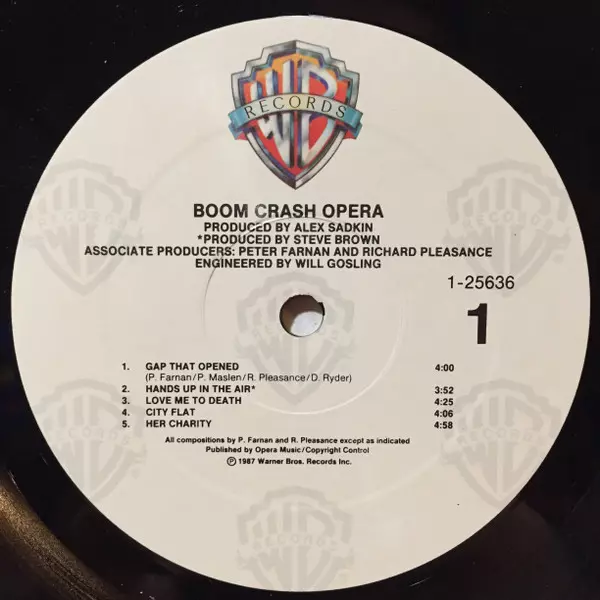 WB
RECORDS
BOOM CRASH OPERA
PRODUCED BY ALEX SADKIN
*PRODUCED BY STEVE BROWN
ASSOCIATE PRODUCERS: PETER FARNAN AND RICHARD PLEASANCE
ENGINEERED BY WILL GOSLING
1-25636
1
1. GAP THAT OPENED 4:00
(P. Farnan/P. Maslen/R. Pleasance/D. Ryder)
2. HANDS UP IN THE AIR* 3:52
3. LOVE ME TO DEATH 4:25
4. CITY FLAT 4:06
5. HER CHARITY 4:58
All compositions by P. Farnan and R. Pleasance except as indicated
Published by Opera Music/Copyright Control
℗ 1987 Warner Bros. Records Inc.